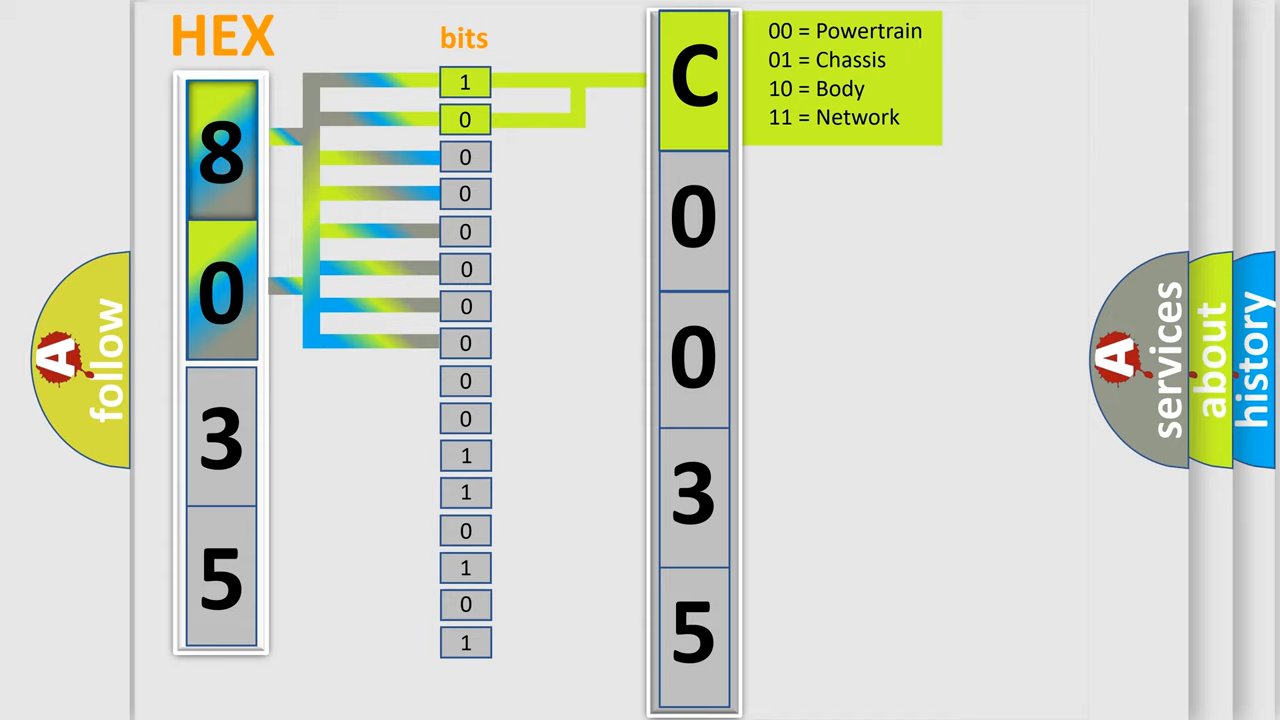 HEX
bits
8
0
3
5
1
0
0
0
0
0
0
0
0
0
1
1
0
1
0
1
C
0
0
3
5
00 = Powertrain
01 = Chassis
10 = Body
11 = Network
A
follow
A
services
about
history